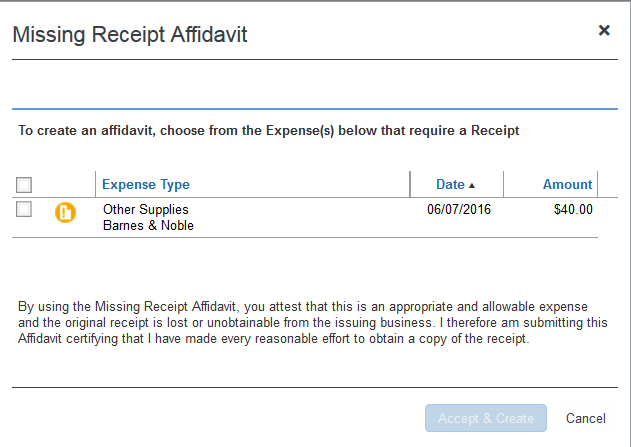 Missing Receipt Affidavit
To create an affidavit, choose from the Expense(s) below that require a Receipt
Expense Type Date ▲ Amount
Other Supplies 06/07/2016 $40.00
Barnes & Noble
By using the Missing Receipt Affidavit, you attest that this is an appropriate and allowable expense
and the original receipt is lost or unobtainable from the issuing business. I therefore am submitting this
Affidavit certifying that I have made every reasonable effort to obtain a copy of the receipt.
Accept & Create Cancel